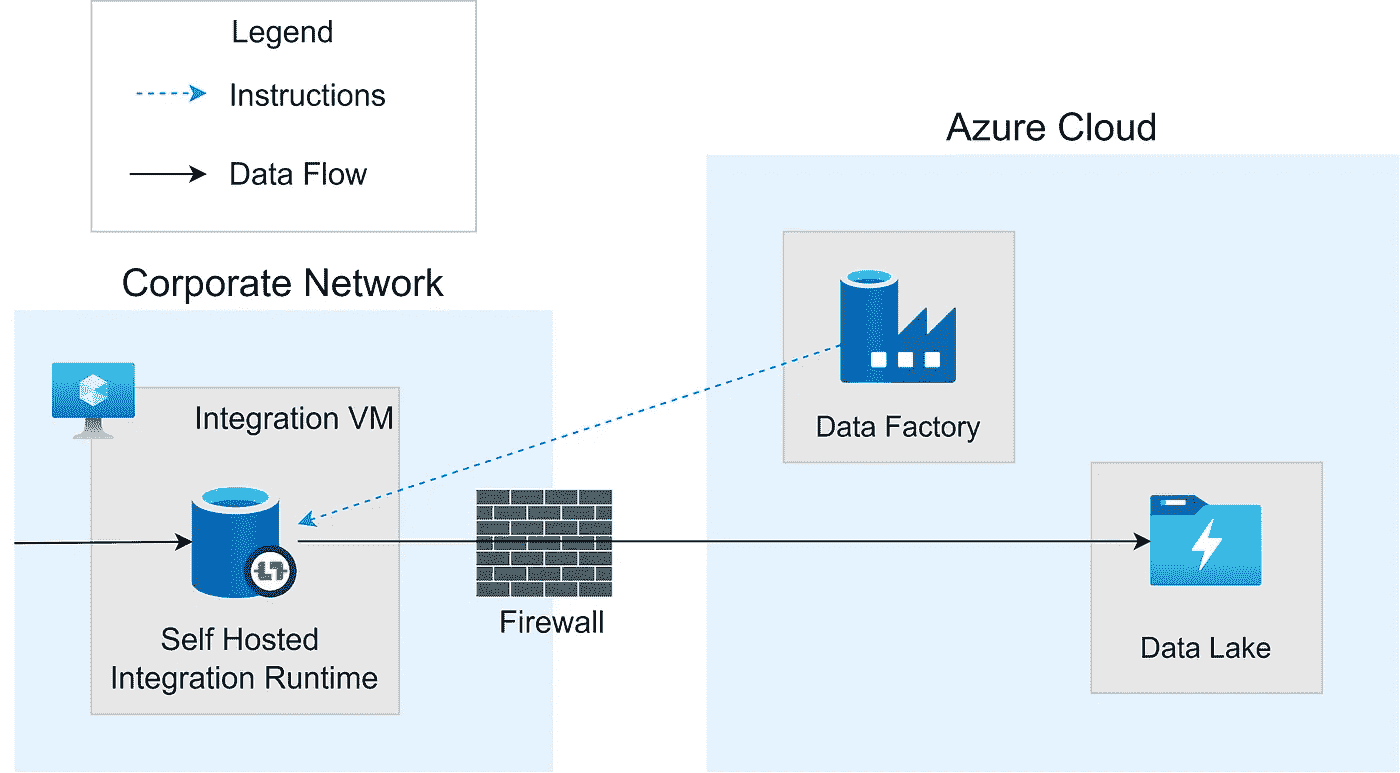 Legend
Instructions
Data Flow
Azure Cloud
Corporate Network
Integration VM
Data Factory
Firewall
Self Hosted
Integration Runtime
Data Lake